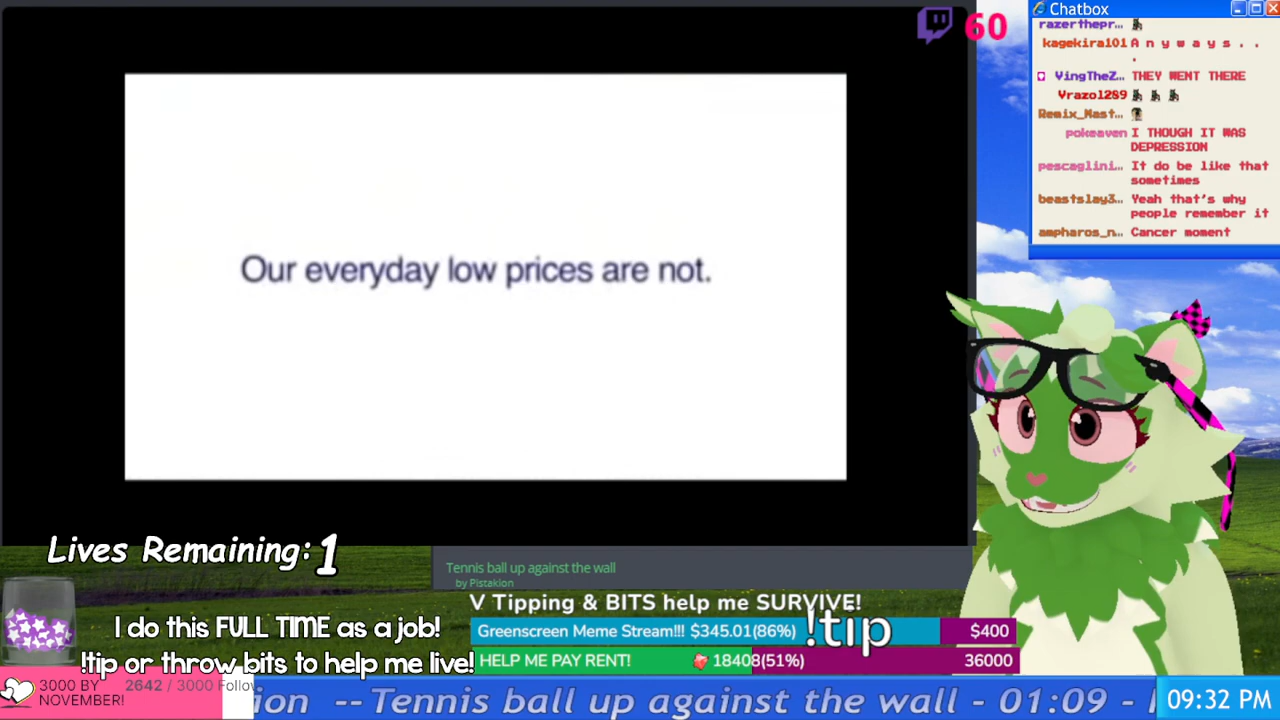 60
Chatbox
razerthepr…
kagekira101 A n y w a y s . .
.
VingTheZ… THEY WENT THERE
Vrazol289
Remix_Mast…
pokeaven I THOUGH IT WAS
DEPRESSION
pescaglini… It do be like that
sometimes
beastslay3… Yeah that's why
people remember it
ampharos_n… Cancer moment
Our everyday low prices are not.
Lives Remaining: 1
Tennis ball up against the wall
by Pistakion
V Tipping & BITS help me SURVIVE!
Greenscreen Meme Stream!!! $345.01(86%)
$400
!tip
HELP ME PAY RENT! 18408(51%) 36000
I do this FULL TIME as a job!
!tip or throw bits to help me live!
3000 BY
NOVEMBER!
2642 / 3000 Follow
ion --Tennis ball up against the wall - 01:09 -
09:32 PM